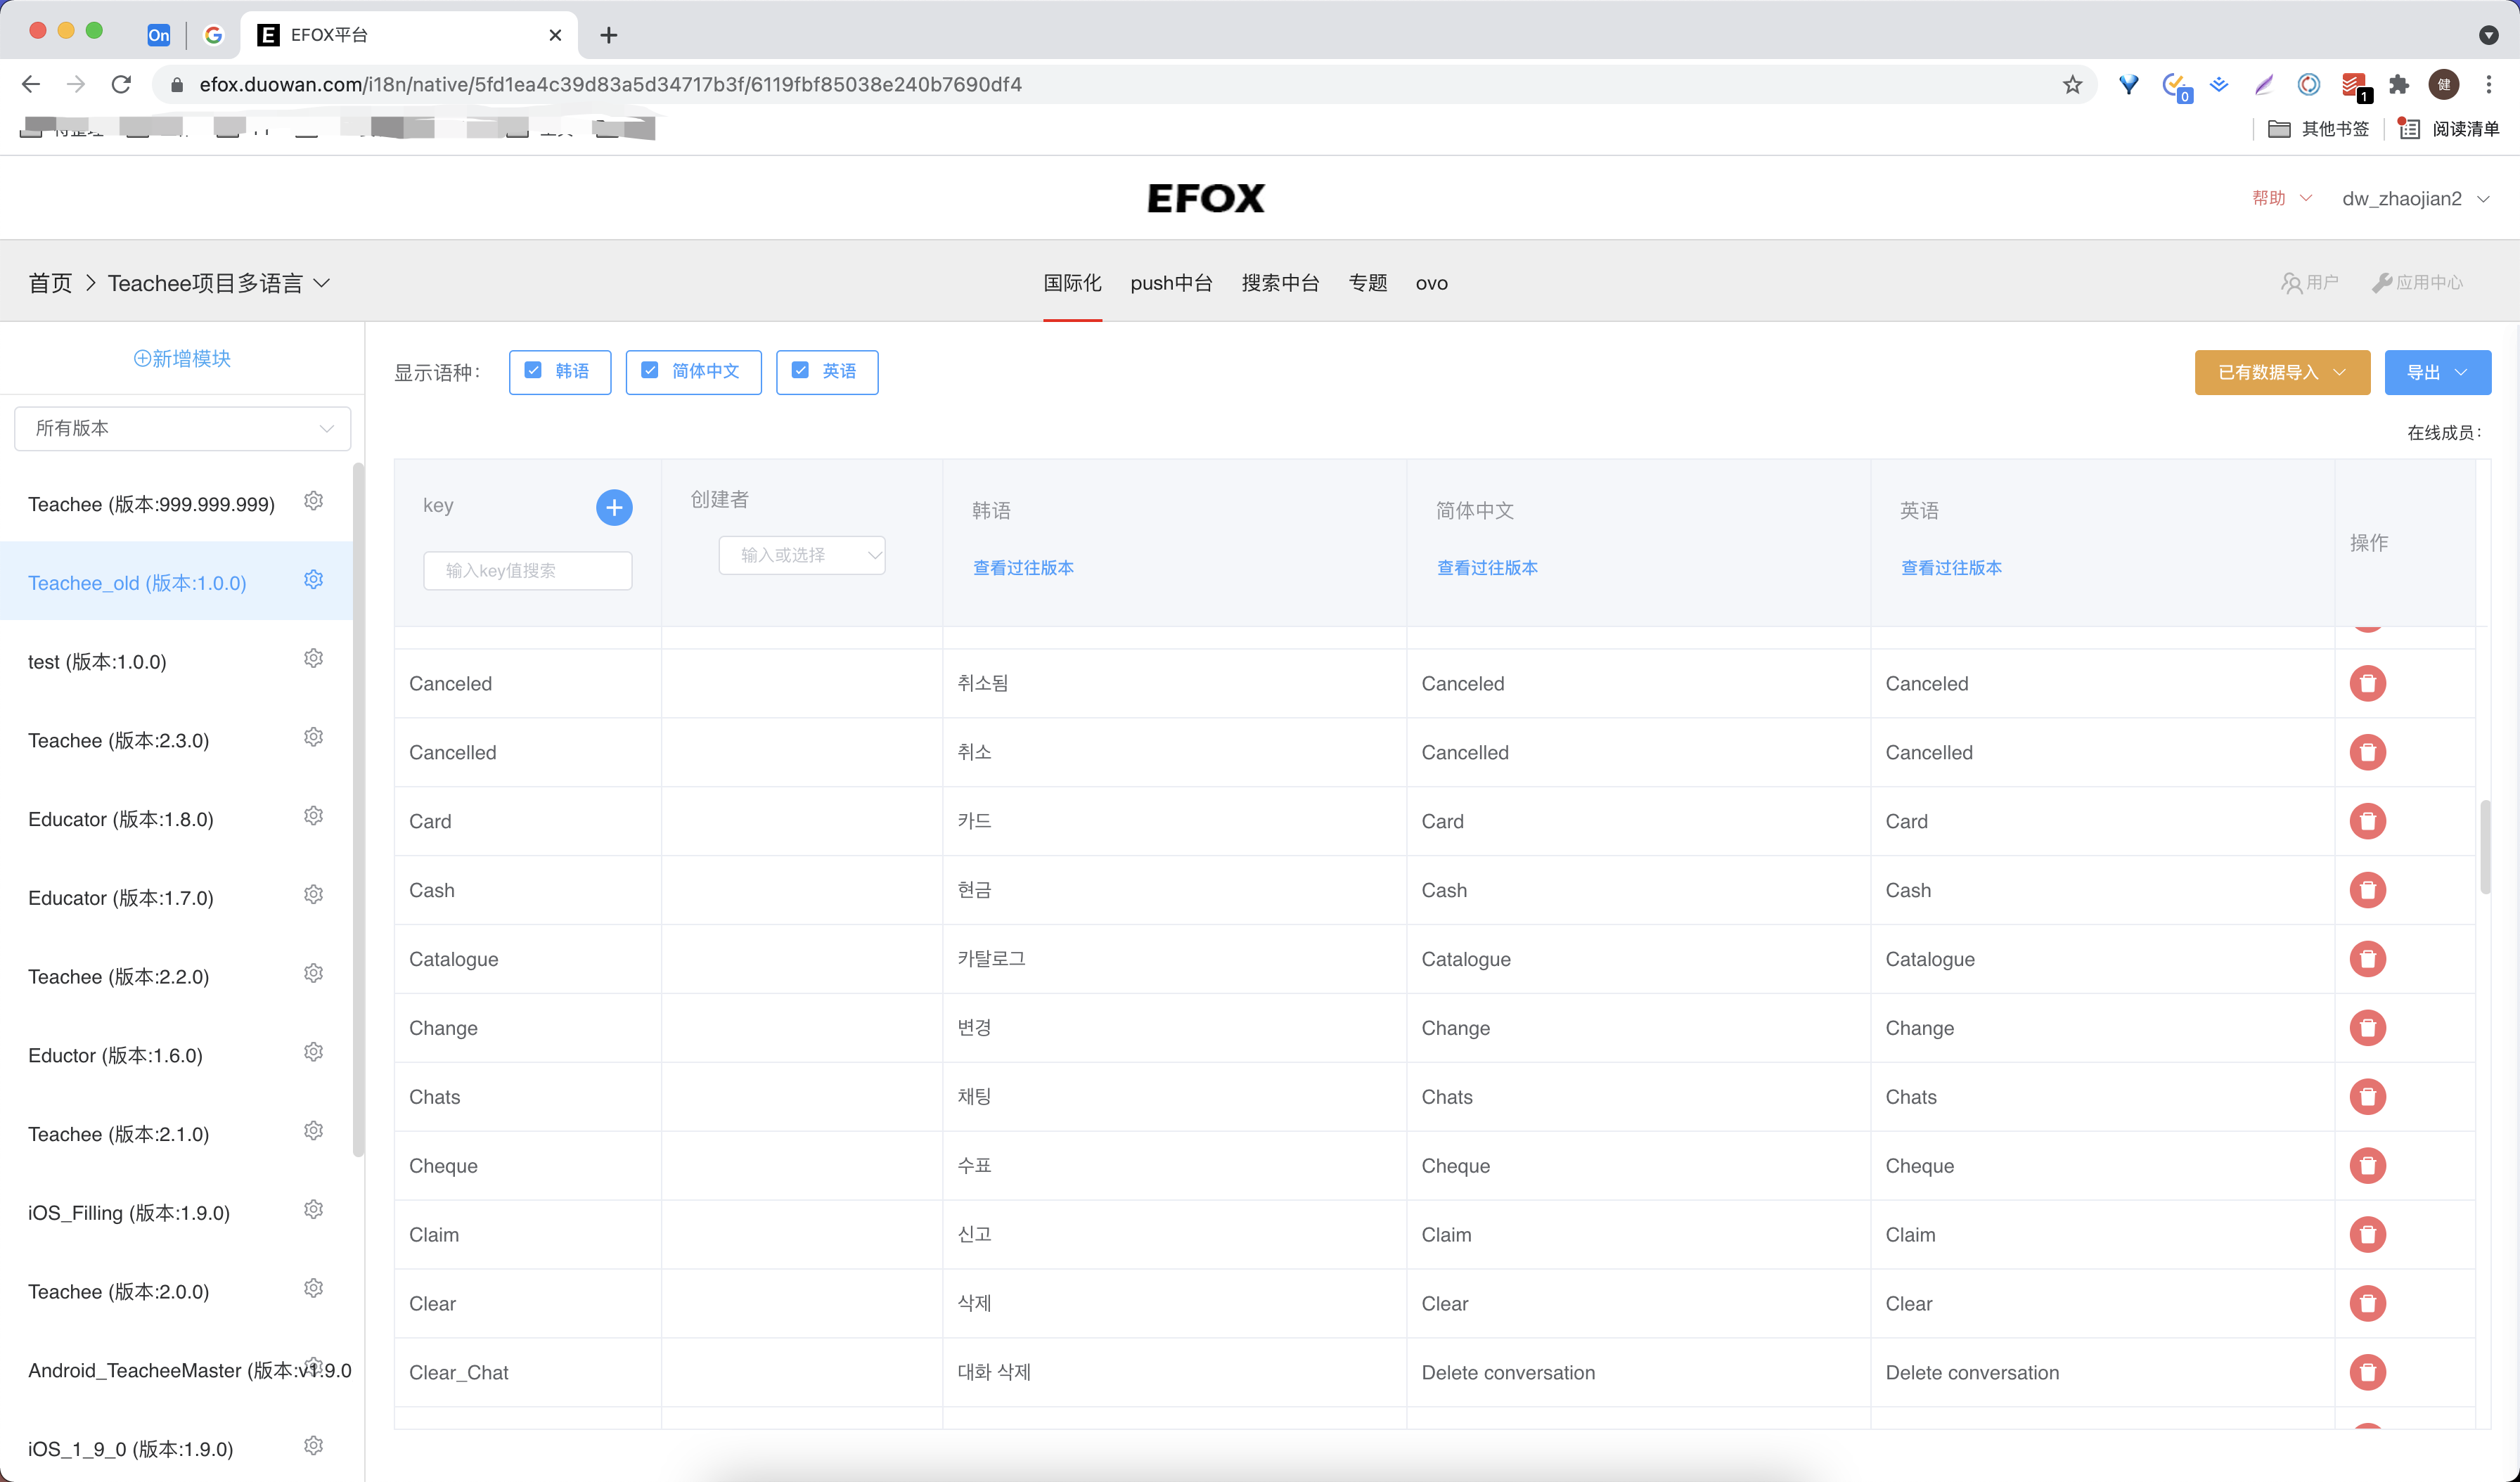 On
EFOX平台
efox.duowan.com/i18n/native/5fd1ea4c39d83a5d34717b3f/6119fbf85038e240b7690df4
0
1
健
其他书签
阅读清单
EFOX
帮助
dw_zhaojian2
首页 > Teachee项目多语言
国际化
push中台
搜索中台
专题
ovo
用户
应用中心
新增模块
所有版本
Teachee (版本:999.999.999)
Teachee_old (版本:1.0.0)
test (版本:1.0.0)
Teachee (版本:2.3.0)
Educator (版本:1.8.0)
Educator (版本:1.7.0)
Teachee (版本:2.2.0)
Eductor (版本:1.6.0)
Teachee (版本:2.1.0)
iOS_Filling (版本:1.9.0)
Teachee (版本:2.0.0)
Android_TeacheeMaster (版本:v1.9.0
iOS_1_9_0 (版本:1.9.0)
显示语种：
韩语
简体中文
英语
已有数据导入
导出
在线成员：
key
输入key值搜索
创建者
输入或选择
韩语
查看过往版本
简体中文
查看过往版本
英语
查看过往版本
操作
Canceled 취소됨 Canceled Canceled
Cancelled 취소 Cancelled Cancelled
Card 카드 Card Card
Cash 현금 Cash Cash
Catalogue 카탈로그 Catalogue Catalogue
Change 변경 Change Change
Chats 채팅 Chats Chats
Cheque 수표 Cheque Cheque
Claim 신고 Claim Claim
Clear 삭제 Clear Clear
Clear_Chat 대화 삭제 Delete conversation Delete conversation